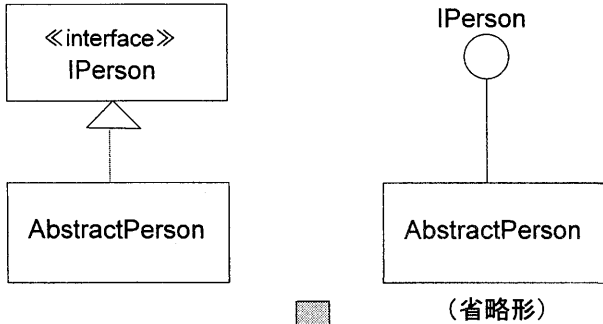 ≪interface≫
IPerson
AbstractPerson
IPerson
AbstractPerson
（省略形）